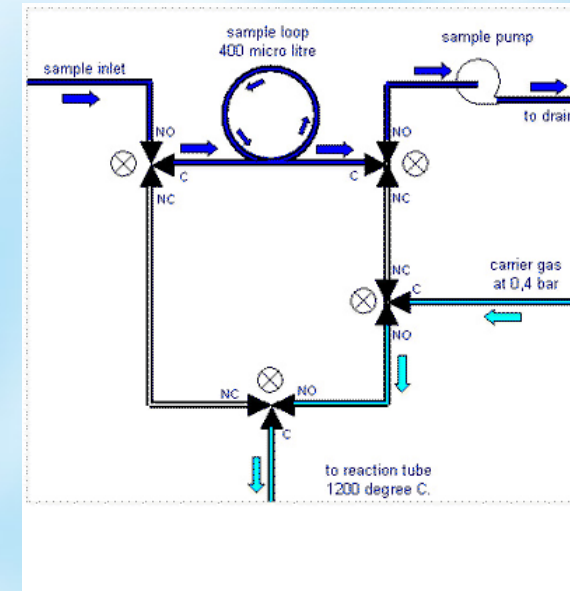 sample loop
400 micro litre
sample pump
sample inlet
to drain
NO
NO
C
C
NC
NC
NC
carrier gas
at 0,4 bar
C
NO
NC
NO
C
to reaction tube
1200 degree C.